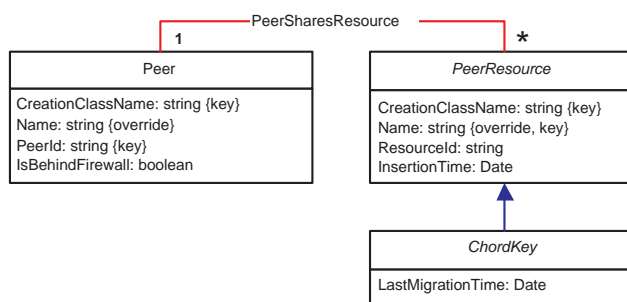 PeerSharesResource
1
*
Peer
CreationClassName: string {key}
Name: string {override}
PeerId: string {key}
IsBehindFirewall: boolean
PeerResource
CreationClassName: string {key}
Name: string {override, key}
ResourceId: string
InsertionTime: Date
ChordKey
LastMigrationTime: Date